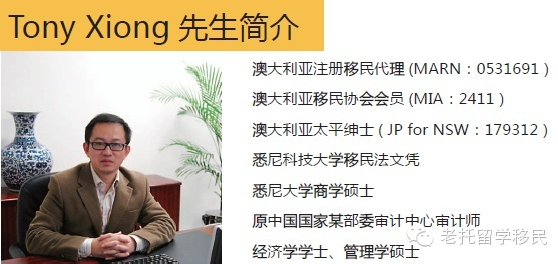 Tony Xiong 先生简介
澳大利亚注册移民代理 (MARN：0531691 )
澳大利亚移民协会会员 (MIA：2411 )
澳大利亚太平绅士 ( JP for NSW：179312 )
悉尼科技大学移民法文凭
悉尼大学商学硕士
原中国国家某部委审计中心审计师
经济学学士、管理学硕士
老托留学移民